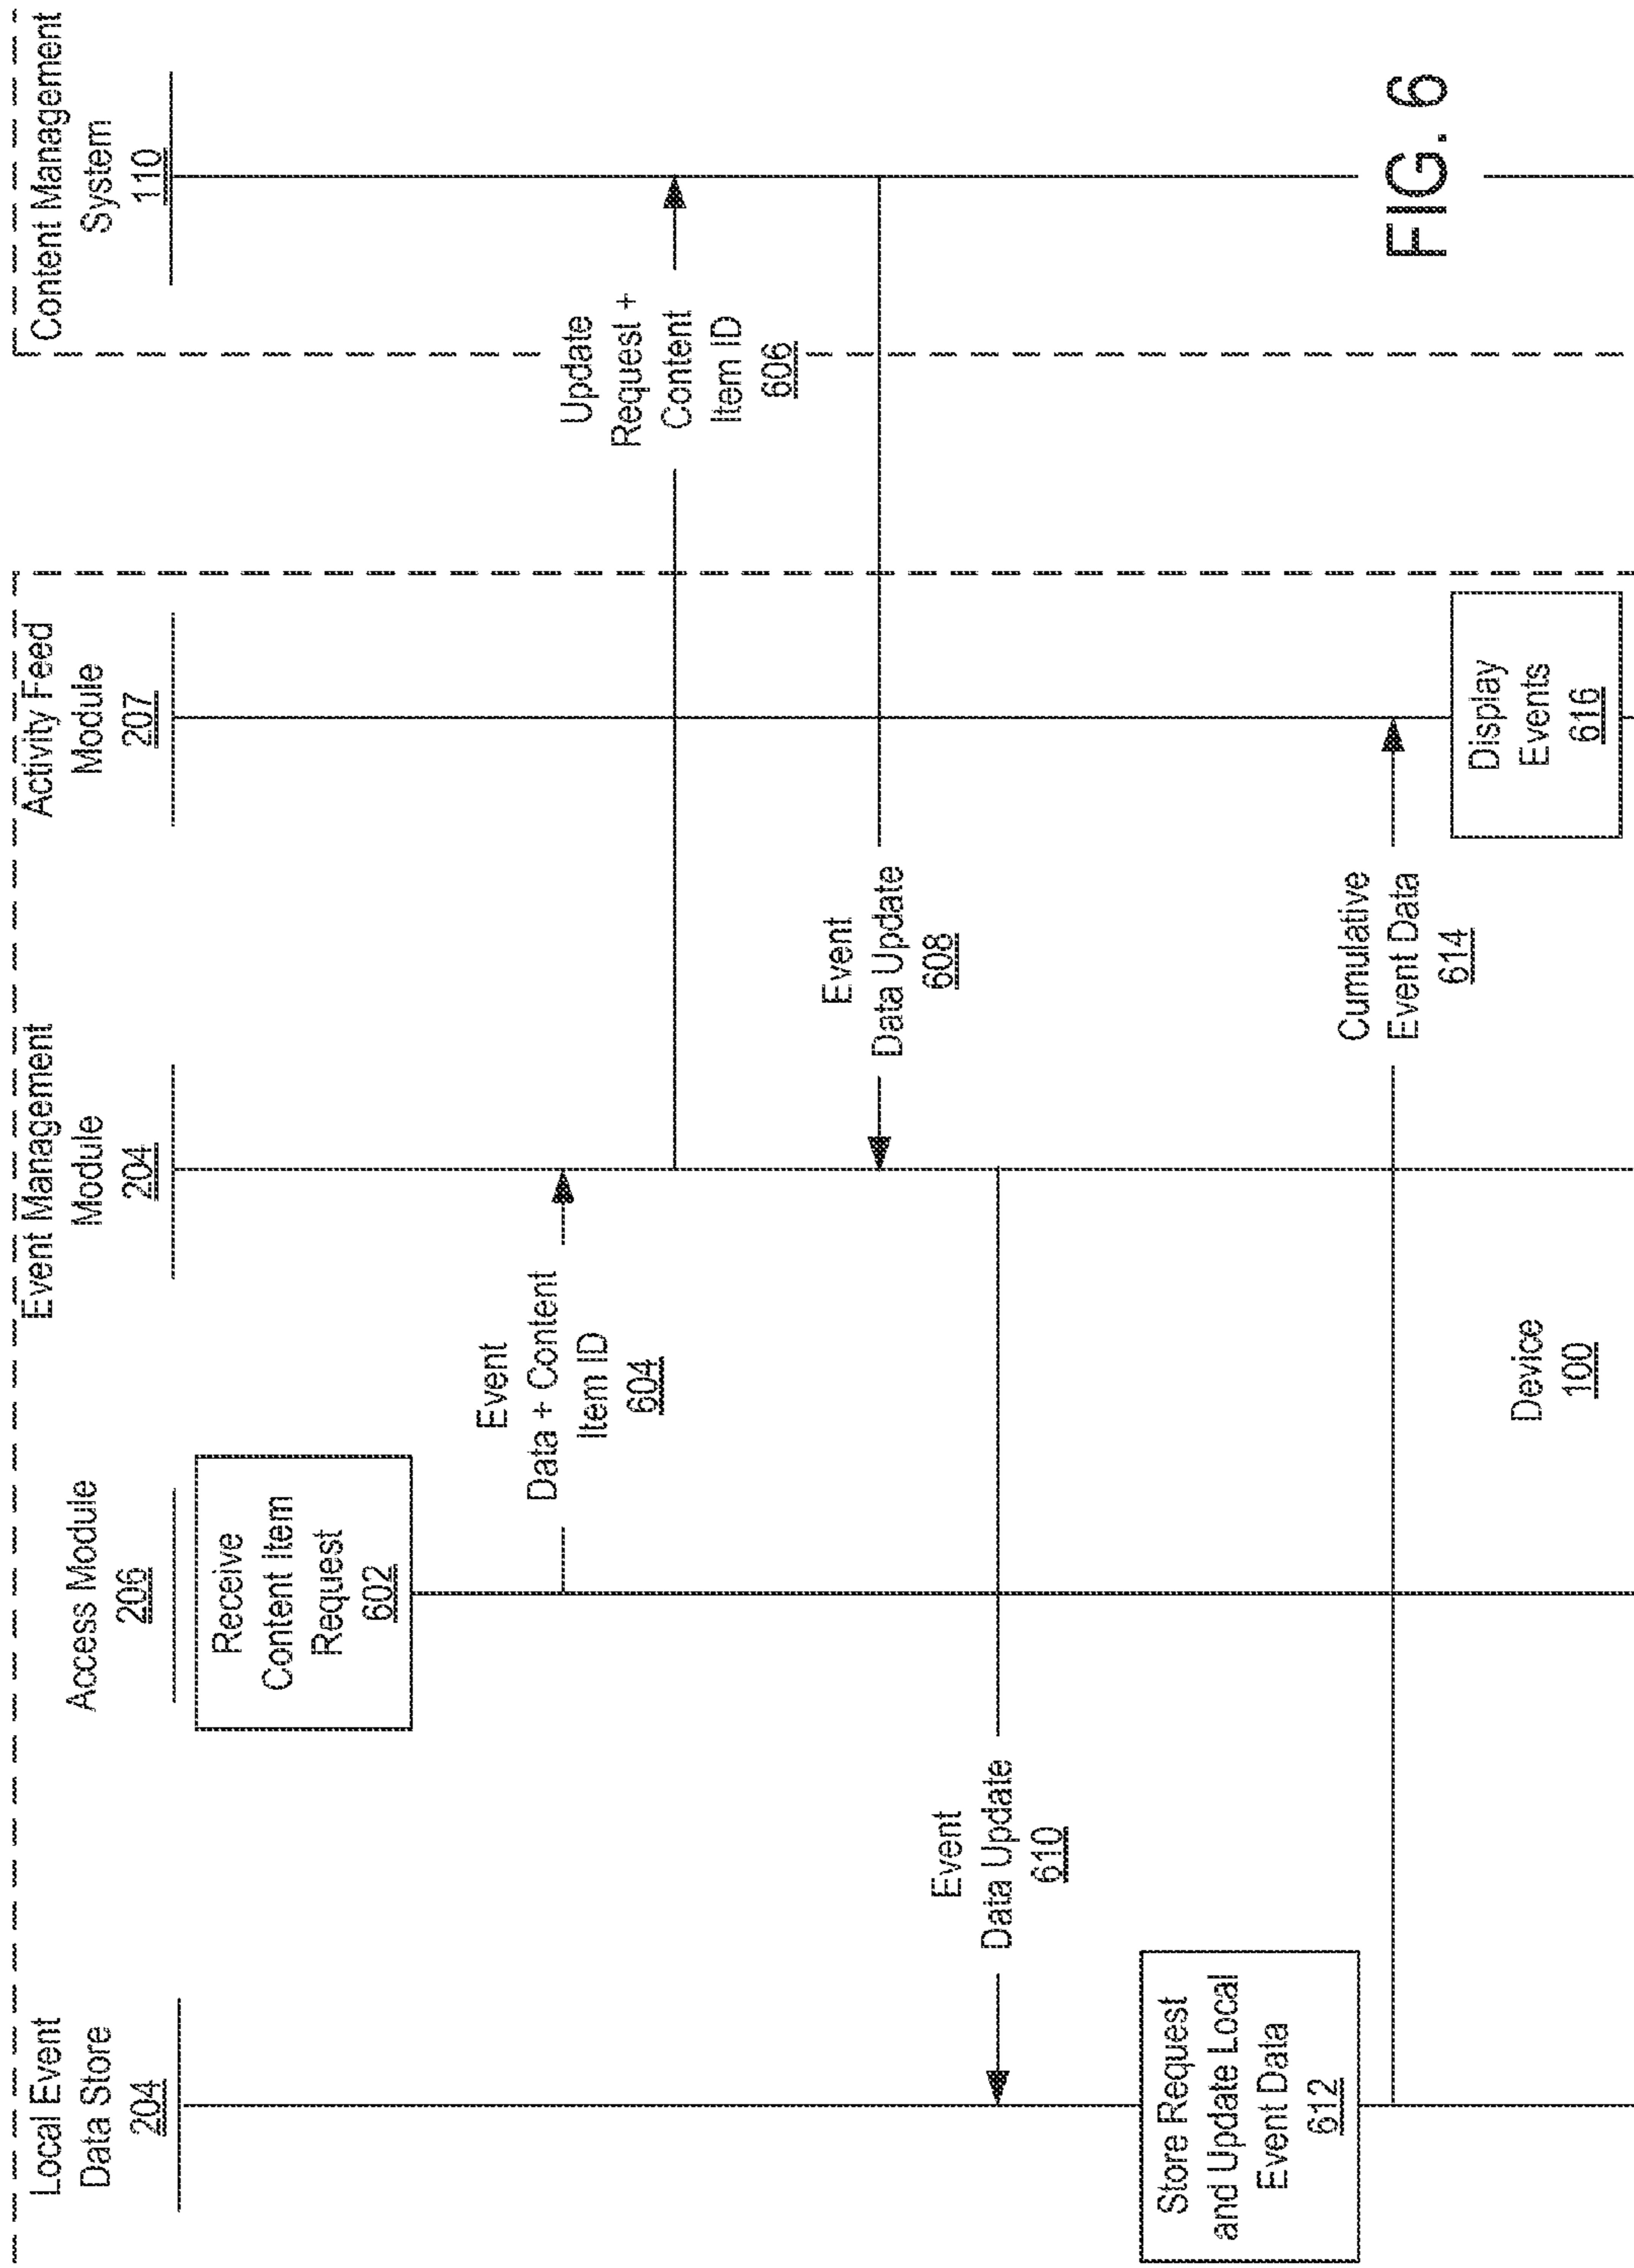 Local Event
Data Store
204
Access Module
206
Event Management
Module
204
Activity Feed
Module
207
Content Management
System
110
Receive
Content Item
Request
602
Event
Data + Content
Item ID
604
Update
Request +
Content
Item ID
606
Event
Data Update
608
Event
Data Update
610
Store Request
and Update Local
Event Data
612
Cumulative
Event Data
614
Display
Events
616
Device
100
FIG. 6